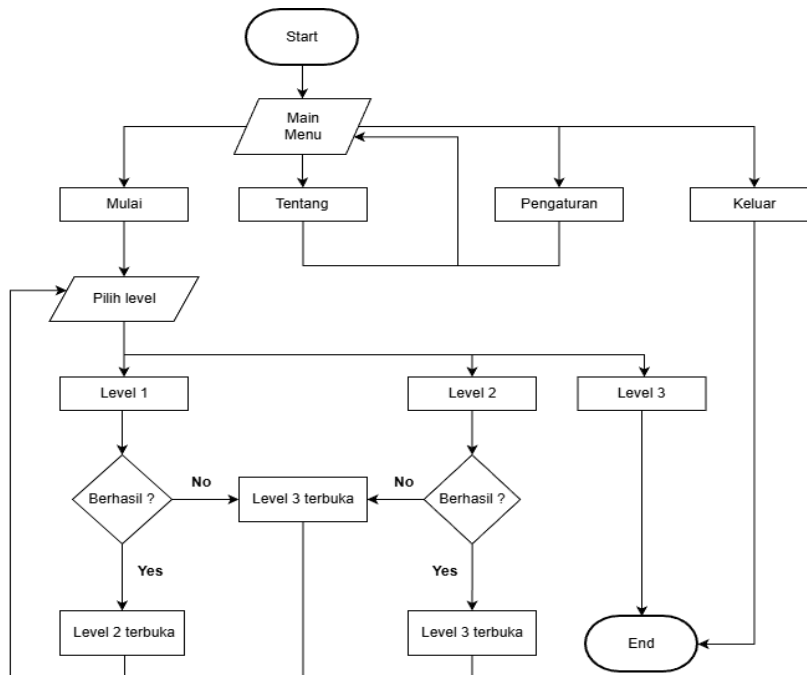 Start
Main
Menu
Mulai
Tentang
Pengaturan
Keluar
Pilih level
Level 1
Level 2
Level 3
Berhasil ?
No
Level 3 terbuka
No
Berhasil ?
Yes
Yes
Level 2 terbuka
Level 3 terbuka
End